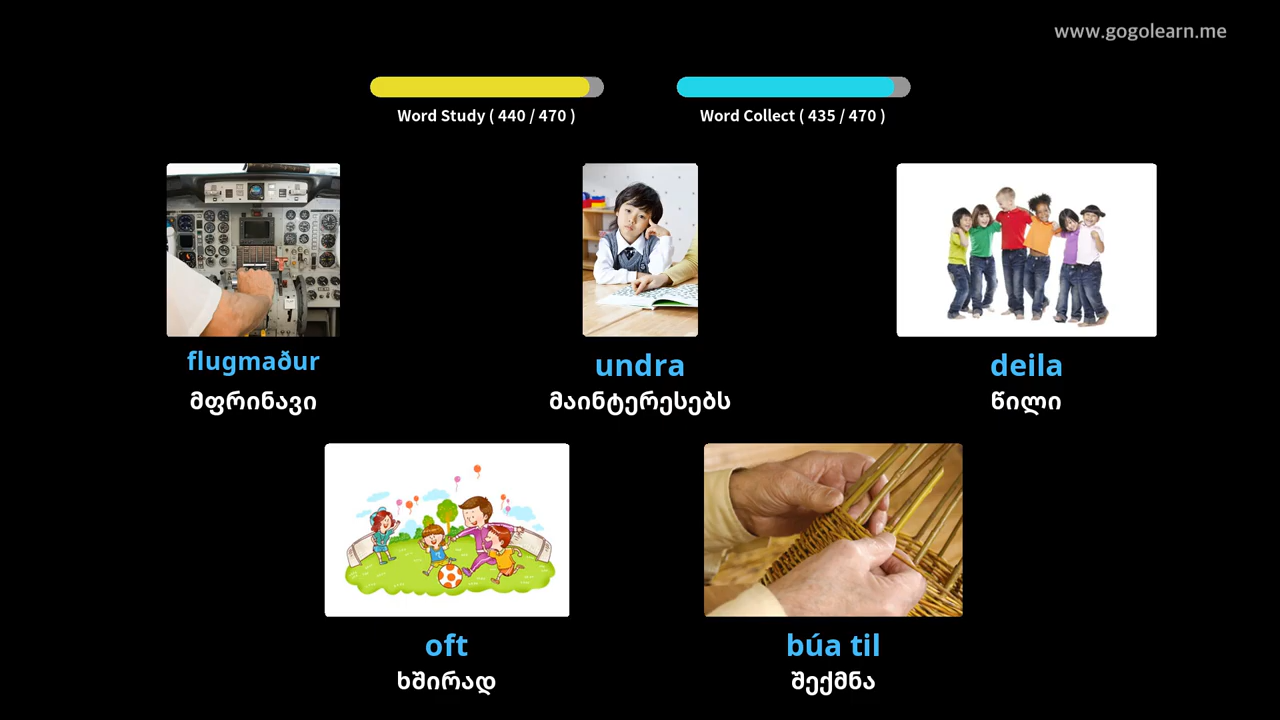 www.gogolearn.me
Word Study ( 440 / 470 )
Word Collect ( 435 / 470 )
flugmaður
მფრინავი
undra
მაინტერესებს
deila
წილი
oft
ხშირად
búa til
შექმნა